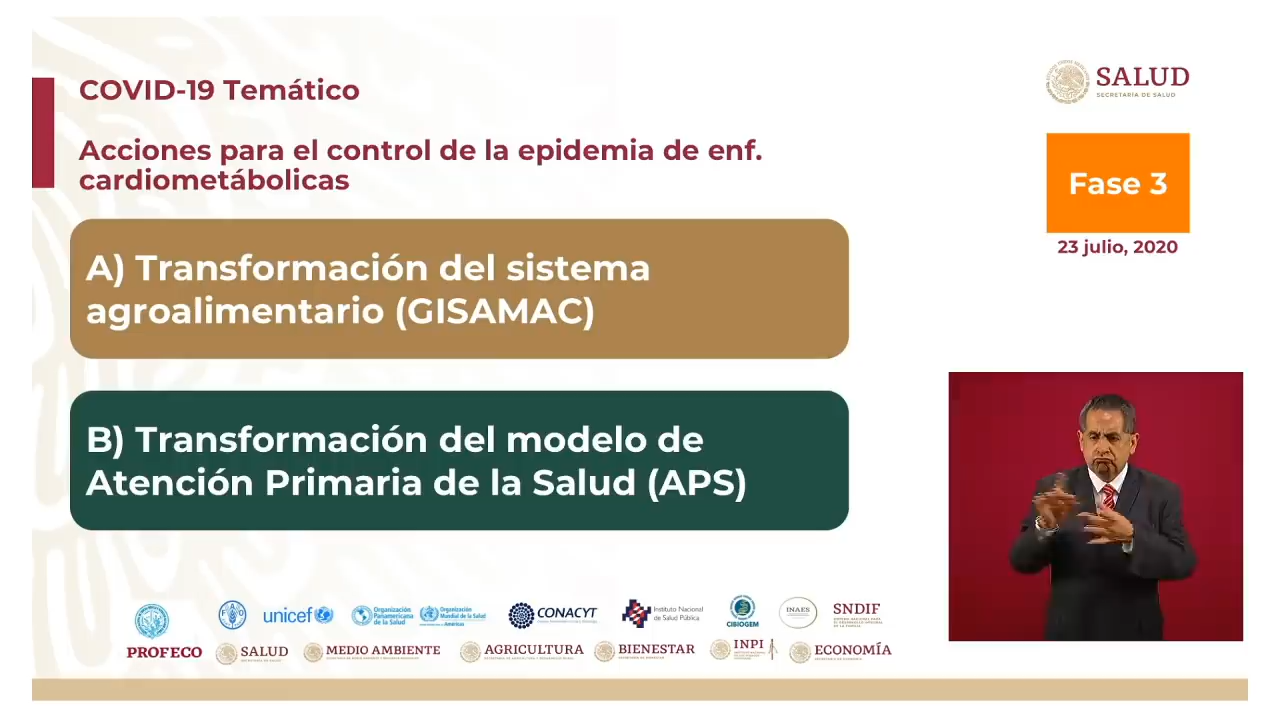 COVID-19 Temático
Acciones para el control de la epidemia de enf.
cardiometábolicas
SALUD
SECRETARÍA DE SALUD
Fase 3
23 julio, 2020
A) Transformación del sistema
agroalimentario (GISAMAC)
B) Transformación del modelo de
Atención Primaria de la Salud (APS)
FAO
unicef
Organización
Panamericana
de la Salud
Organización
Mundial de la Salud
Américas
CONACYT
Instituto Nacional
de Salud Pública
CIBIOGEM
INAES
SNDIF
PROFECO
SALUD
MEDIO AMBIENTE
AGRICULTURA
BIENESTAR
INPI
ECONOMÍA